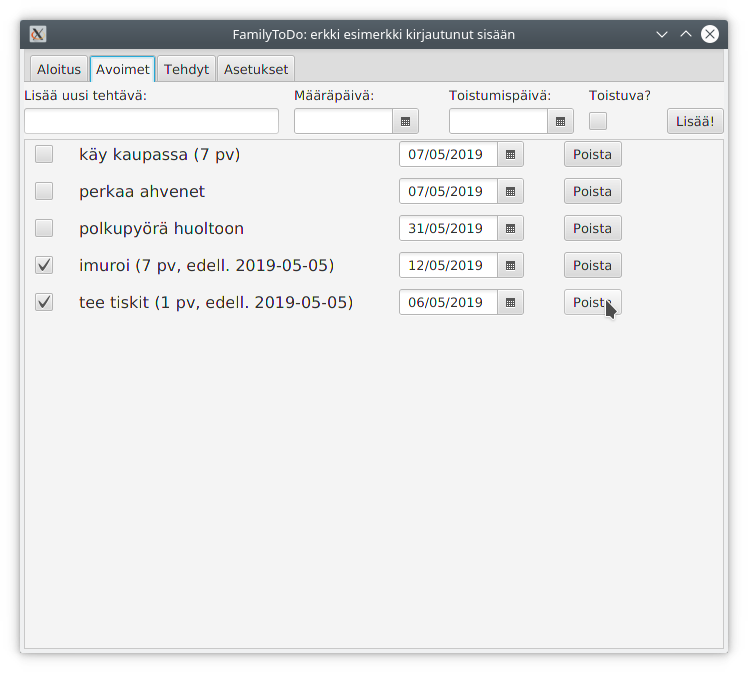 FamilyToDo: erkki esimerkki kirjautunut sisään
Aloitus Avoimet Tehdyt Asetukset
Lisää uusi tehtävä: Määräpäivä: Toistumispäivä: Toistuva?
Lisää!
käy kaupassa (7 pv) 07/05/2019 Poista
perkaa ahvenet 07/05/2019 Poista
polkupyörä huoltoon 31/05/2019 Poista
imuroi (7 pv, edell. 2019-05-05) 12/05/2019 Poista
tee tiskit (1 pv, edell. 2019-05-05) 06/05/2019 Poista